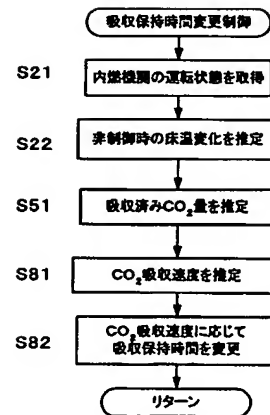 吸収保持時間変更制御
S21
内燃機関の運転状態を取得
S22
非制御時の床温変化を推定
S51
吸収済みCO₂量を推定
S81
CO₂吸収速度を推定
S82
CO₂吸収速度に応じて
吸収保持時間を変更
リターン